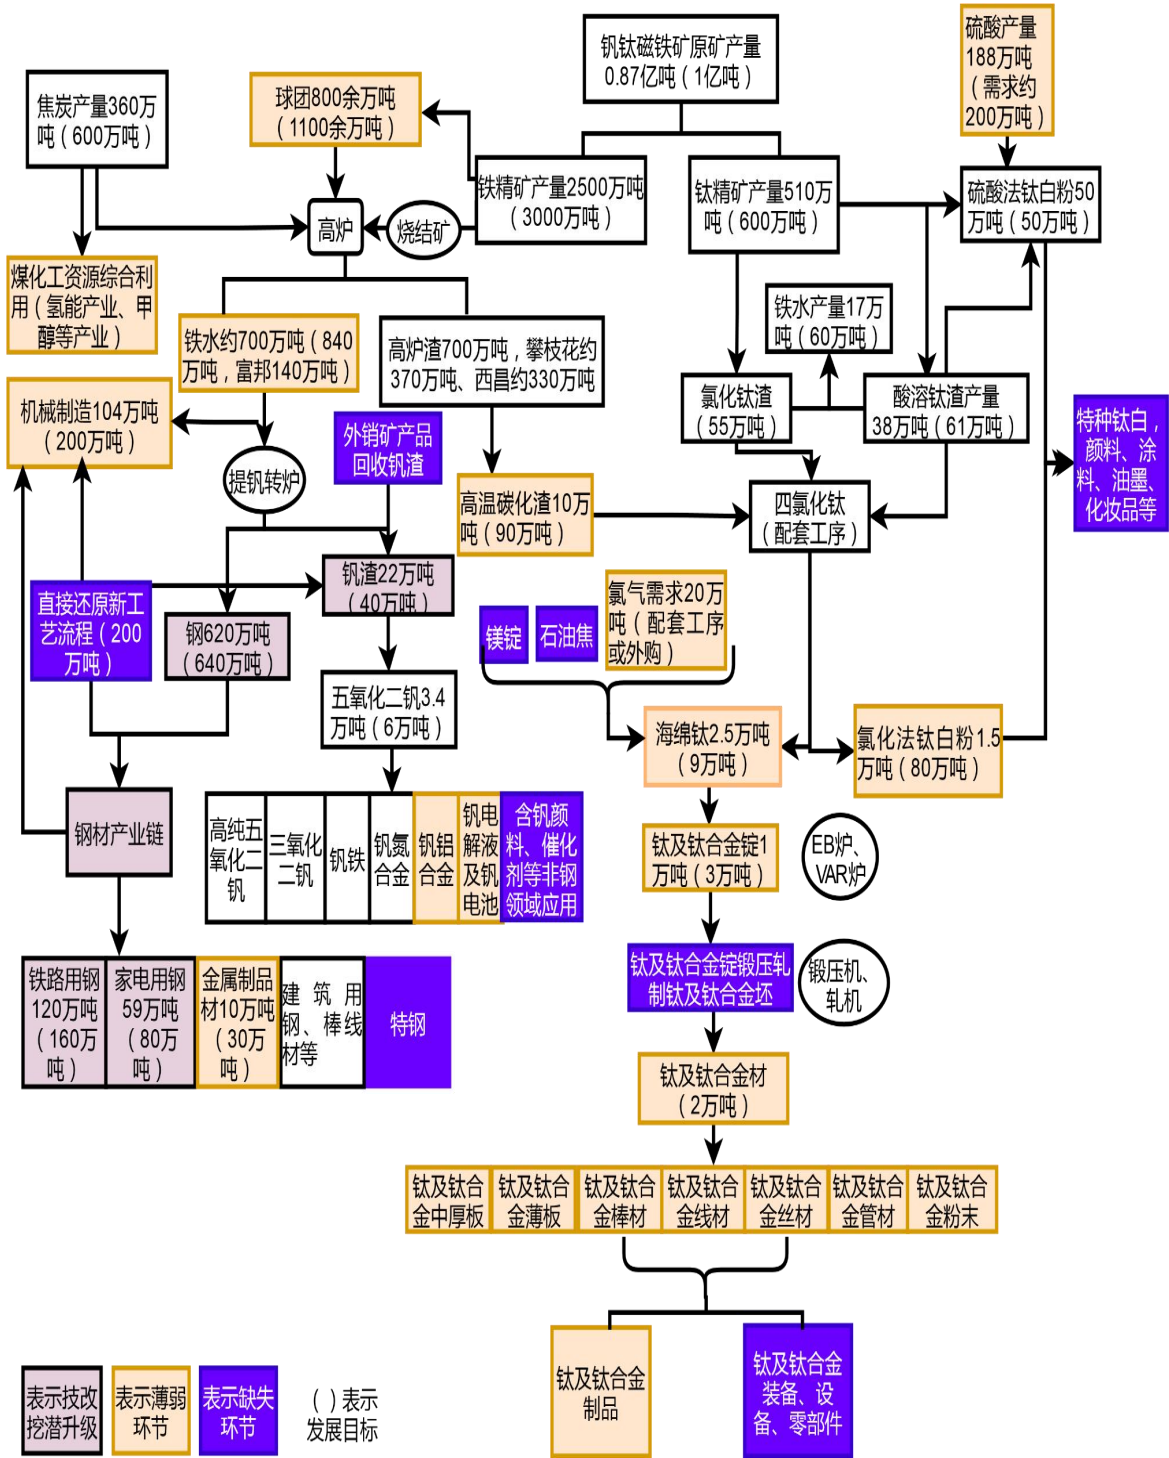 钒钛磁铁矿原矿产量
0.87亿吨（1亿吨）
硫酸产量
188万吨
（需求约
200万吨）
焦炭产量360万
吨（600万吨）
球团800余万吨
（1100余万吨）
铁精矿产量2500万吨
（3000万吨）
钛精矿产量510万
吨（600万吨）
硫酸法钛白粉50
万吨（50万吨）
高炉
烧结矿
煤化工资源综合利
用（氢能产业、甲
醇等产业）
铁水约700万吨（840
万吨，富邦140万吨）
高炉渣700万吨，攀枝花约
370万吨、西昌约330万吨
铁水产量17万
吨（60万吨）
氯化钛渣
（55万吨）
酸溶钛渣产量
38万吨（61万吨）
机械制造104万吨
（200万吨）
外销矿产品
回收钒渣
特种钛白，
颜料、涂
料、油墨、
化妆品等
提钒转炉
高温碳化渣10万
吨（90万吨）
四氯化钛
（配套工序）
直接还原新工
艺流程（200
万吨）
钒渣22万吨
（40万吨）
钢620万吨
（640万吨）
镁锭
石油焦
氯气需求20万
吨（配套工序
或外购）
五氧化二钒3.4
万吨（6万吨）
海绵钛2.5万吨
（9万吨）
氯化法钛白粉1.5
万吨（80万吨）
钢材产业链
高纯五
氧化二
钒
三氧化
二钒
钒铁
钒氮
合金
钒铝
合金
钒电
解液
及钒
电池
含钒颜
料、催化
剂等非钢
领域应用
钛及钛合金锭1
万吨（3万吨）
EB炉、
VAR炉
钛及钛合金锭锻压轧
制钛及钛合金坯
锻压机、
轧机
铁路用钢
120万吨
（160万
吨）
家电用钢
59万吨
（80万
吨）
金属制品
材10万吨
（30万
吨）
建筑用
钢、棒线
材等
特钢
钛及钛合金材
（2万吨）
钛及钛合
金中厚板
钛及钛合
金薄板
钛及钛合
金棒材
钛及钛合
金线材
钛及钛合
金丝材
钛及钛合
金管材
钛及钛合
金粉末
钛及钛合金
制品
钛及钛合金
装备、设
备、零部件
表示技改
挖潜升级
表示薄弱
环节
表示缺失
环节
（ ）表示
发展目标